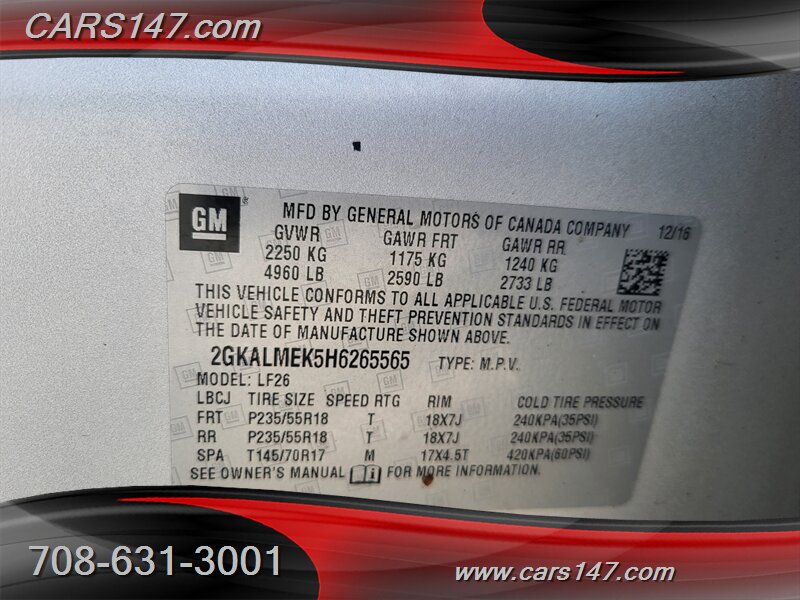 CARS147.com
GM ®
MFD BY GENERAL MOTORS OF CANADA COMPANY 12/16
GVWR GAWR FRT GAWR RR
2250 KG 1175 KG 1240 KG
4960 LB 2590 LB 2733 LB
THIS VEHICLE CONFORMS TO ALL APPLICABLE U.S. FEDERAL MOTOR
VEHICLE SAFETY AND THEFT PREVENTION STANDARDS IN EFFECT ON
THE DATE OF MANUFACTURE SHOWN ABOVE.
2GKALMEK5H6265565 TYPE: M.P.V.
MODEL: LF26
LBCJ TIRE SIZE SPEED RTG RIM COLD TIRE PRESSURE
FRT P235/55R18 T 18X7J 240KPA(35PSI)
RR P235/55R18 T 18X7J 240KPA(35PSI)
SPA T145/70R17 M 17X4.5T 420KPA(60PSI)
SEE OWNER'S MANUAL FOR MORE INFORMATION.
708-631-3001
www.cars147.com